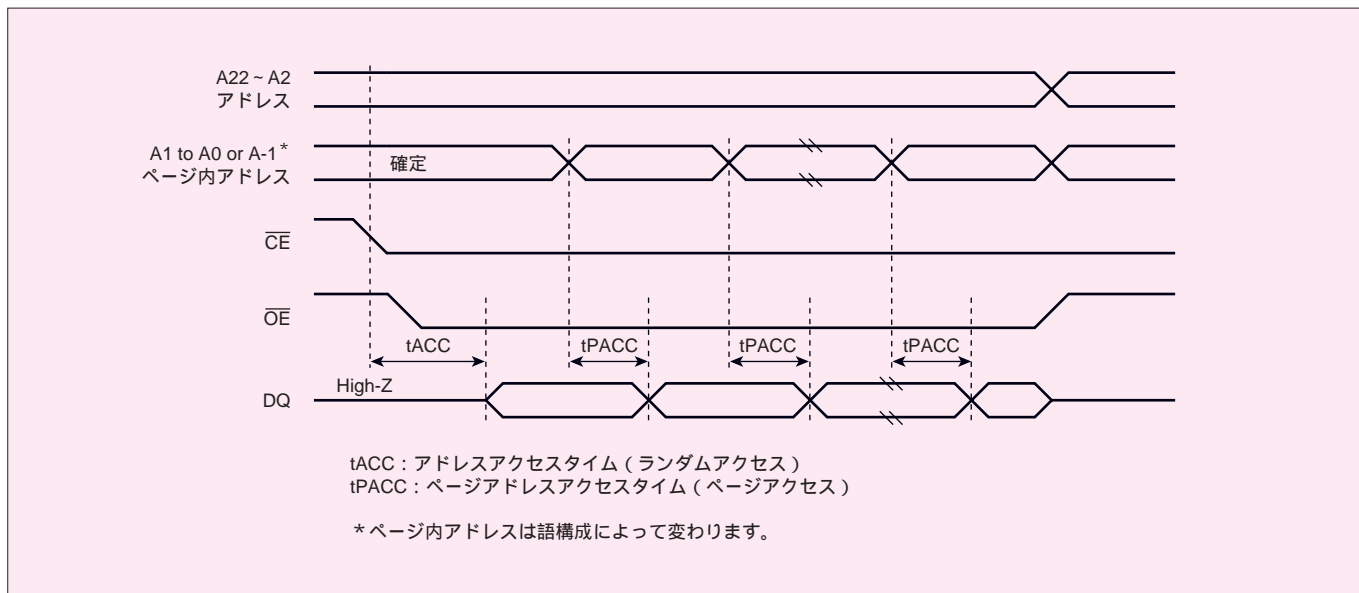 A22 ~ A2
アドレス
A1 to A0 or A-1*
ページ内アドレス
確定
CE
OE
tACC
tPACC
tPACC
tPACC
High-Z
DQ
tACC：アドレスアクセスタイム（ランダムアクセス）
tPACC：ページアドレスアクセスタイム（ページアクセス）
*ページ内アドレスは語構成によって変わります。